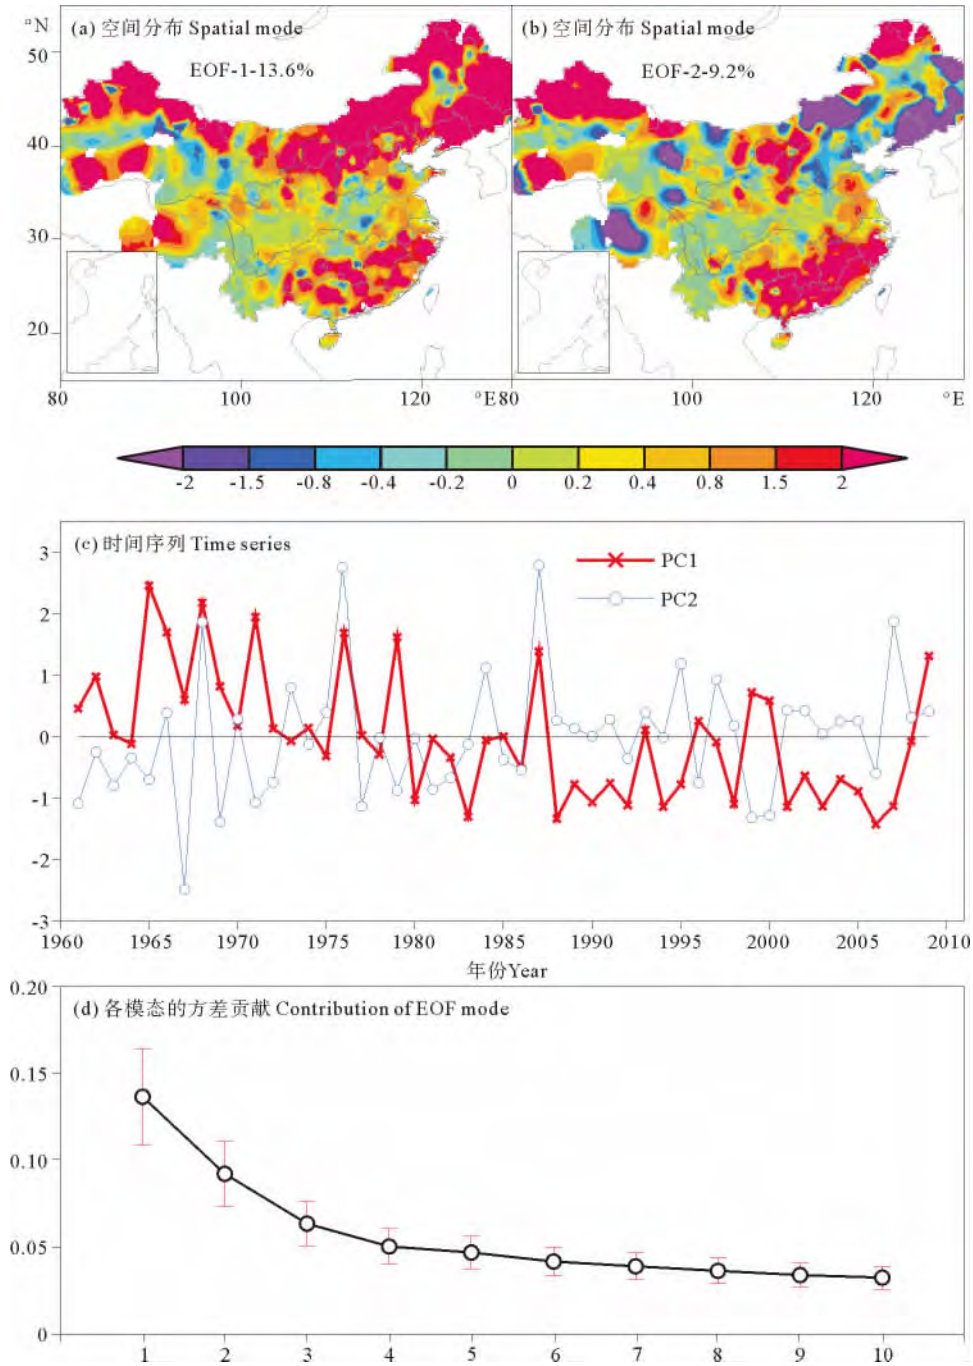 °N
(a) 空间分布 Spatial mode
EOF-1-13.6%
(b) 空间分布 Spatial mode
EOF-2-9.2%
50
40
30
20
80 100 120 °E
80 100 120 °E
-2 -1.5 -0.8 -0.4 -0.2 0 0.2 0.4 0.8 1.5 2
(c) 时间序列 Time series
PC1
PC2
3
2
1
0
-1
-2
-3
1960 1965 1970 1975 1980 1985 1990 1995 2000 2005 2010
年份Year
(d) 各模态的方差贡献 Contribution of EOF mode
0.20
0.15
0.10
0.05
0
1 2 3 4 5 6 7 8 9 10